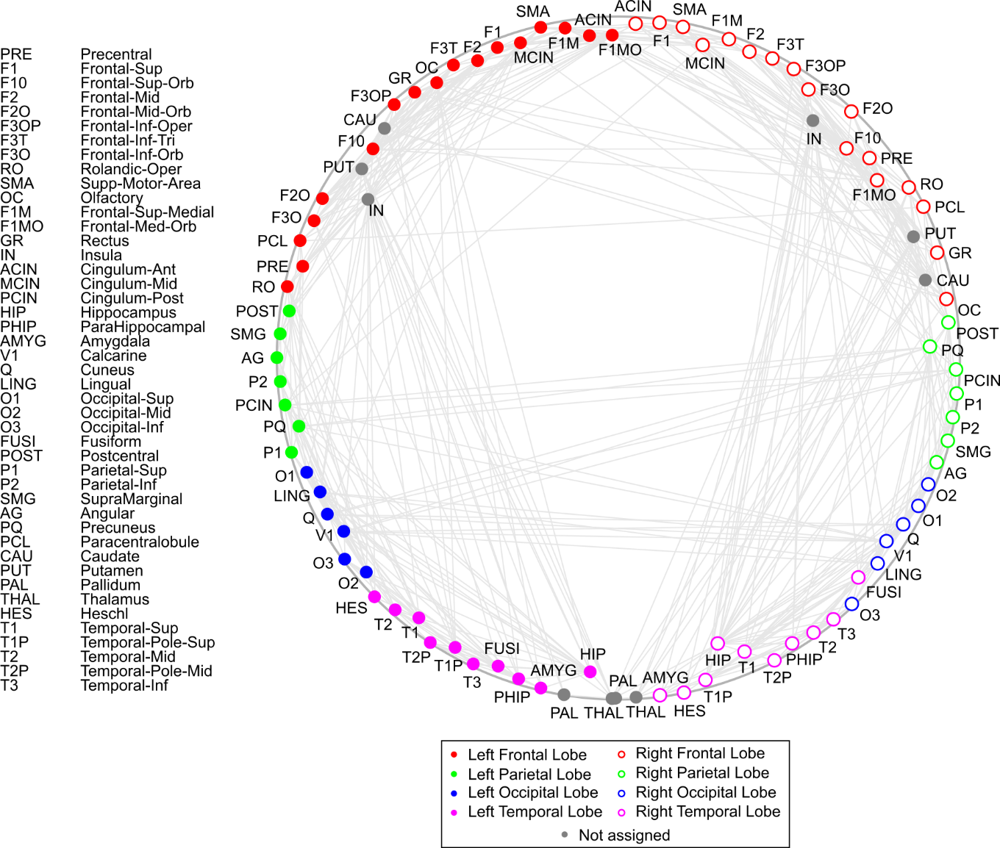 PRE Precentral
F1 Frontal-Sup
F10 Frontal-Sup-Orb
F2 Frontal-Mid
F2O Frontal-Mid-Orb
F3OP Frontal-Inf-Oper
F3T Frontal-Inf-Tri
F3O Frontal-Inf-Orb
RO Rolandic-Oper
SMA Supp-Motor-Area
OC Olfactory
F1M Frontal-Sup-Medial
F1MO Frontal-Med-Orb
GR Rectus
IN Insula
ACIN Cingulum-Ant
MCIN Cingulum-Mid
PCIN Cingulum-Post
HIP Hippocampus
PHIP ParaHippocampal
AMYG Amygdala
V1 Calcarine
Q Cuneus
LING Lingual
O1 Occipital-Sup
O2 Occipital-Mid
O3 Occipital-Inf
FUSI Fusiform
POST Postcentral
P1 Parietal-Sup
P2 Parietal-Inf
SMG SupraMarginal
AG Angular
PQ Precuneus
PCL Paracentralobule
CAU Caudate
PUT Putamen
PAL Pallidum
THAL Thalamus
HES Heschl
T1 Temporal-Sup
T1P Temporal-Pole-Sup
T2 Temporal-Mid
T2P Temporal-Pole-Mid
T3 Temporal-Inf
ACIN
SMA
F1
F1M
MCIN
F2
F3T
F3OP
F3O
F2O
IN
F10
PRE
F1MO
RO
PCL
PUT
GR
CAU
OC
POST
PQ
PCIN
P1
P2
SMG
AG
O2
O1
Q
V1
LING
FUSI
O3
T3
T2
PHIP
T2P
T1
HIP
T1P
HES
AMYG
THAL
PAL
THAL
PAL
HIP
AMYG
PHIP
FUSI
T3
T1P
T2P
T1
T2
HES
O2
O3
V1
Q
LING
O1
P1
PQ
PCIN
P2
AG
SMG
POST
RO
PRE
PCL
F3O
F2O
IN
PUT
F10
CAU
F3OP
GR
OC
F3T
F2
F1
MCIN
SMA
F1M
ACIN
F1MO
Left Frontal Lobe
Right Frontal Lobe
Left Parietal Lobe
Right Parietal Lobe
Left Occipital Lobe
Right Occipital Lobe
Left Temporal Lobe
Right Temporal Lobe
Not assigned